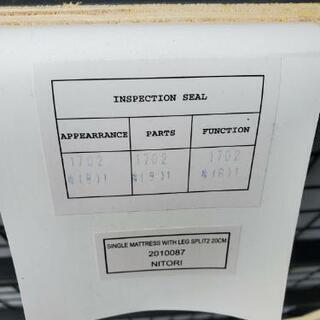 INSPECTION SEAL
APPEARRANCE PARTS FUNCTION
1702 1702 1702
SINGLE MATTRESS WITH LEG SPLIT2 20CM
2010087
NITORI